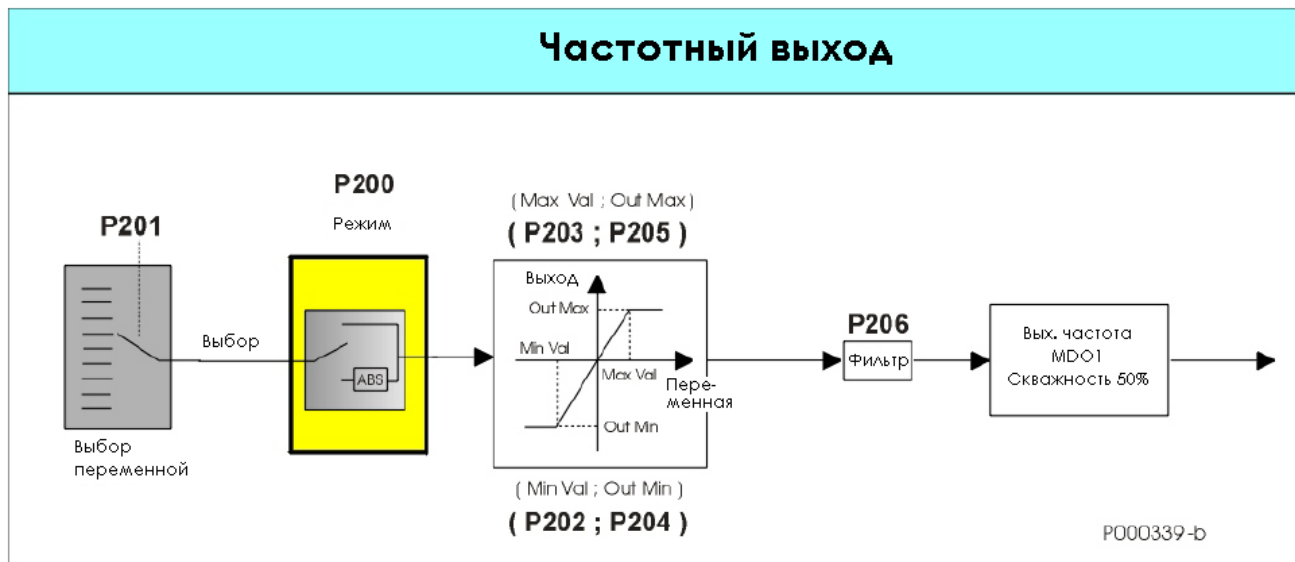 Частотный выход
P201
Выбор
переменной
Выбор
P200
Режим
ABS
( Max Val ; Out Max )
( P203 ; P205 )
Выход
Out Max
Min Val
Max Val
Пере-
менная
Out Min
( Min Val ; Out Min )
( P202 ; P204 )
P206
Фильтр
Вых. частота
MDO1
Скважность 50%
P000339-b